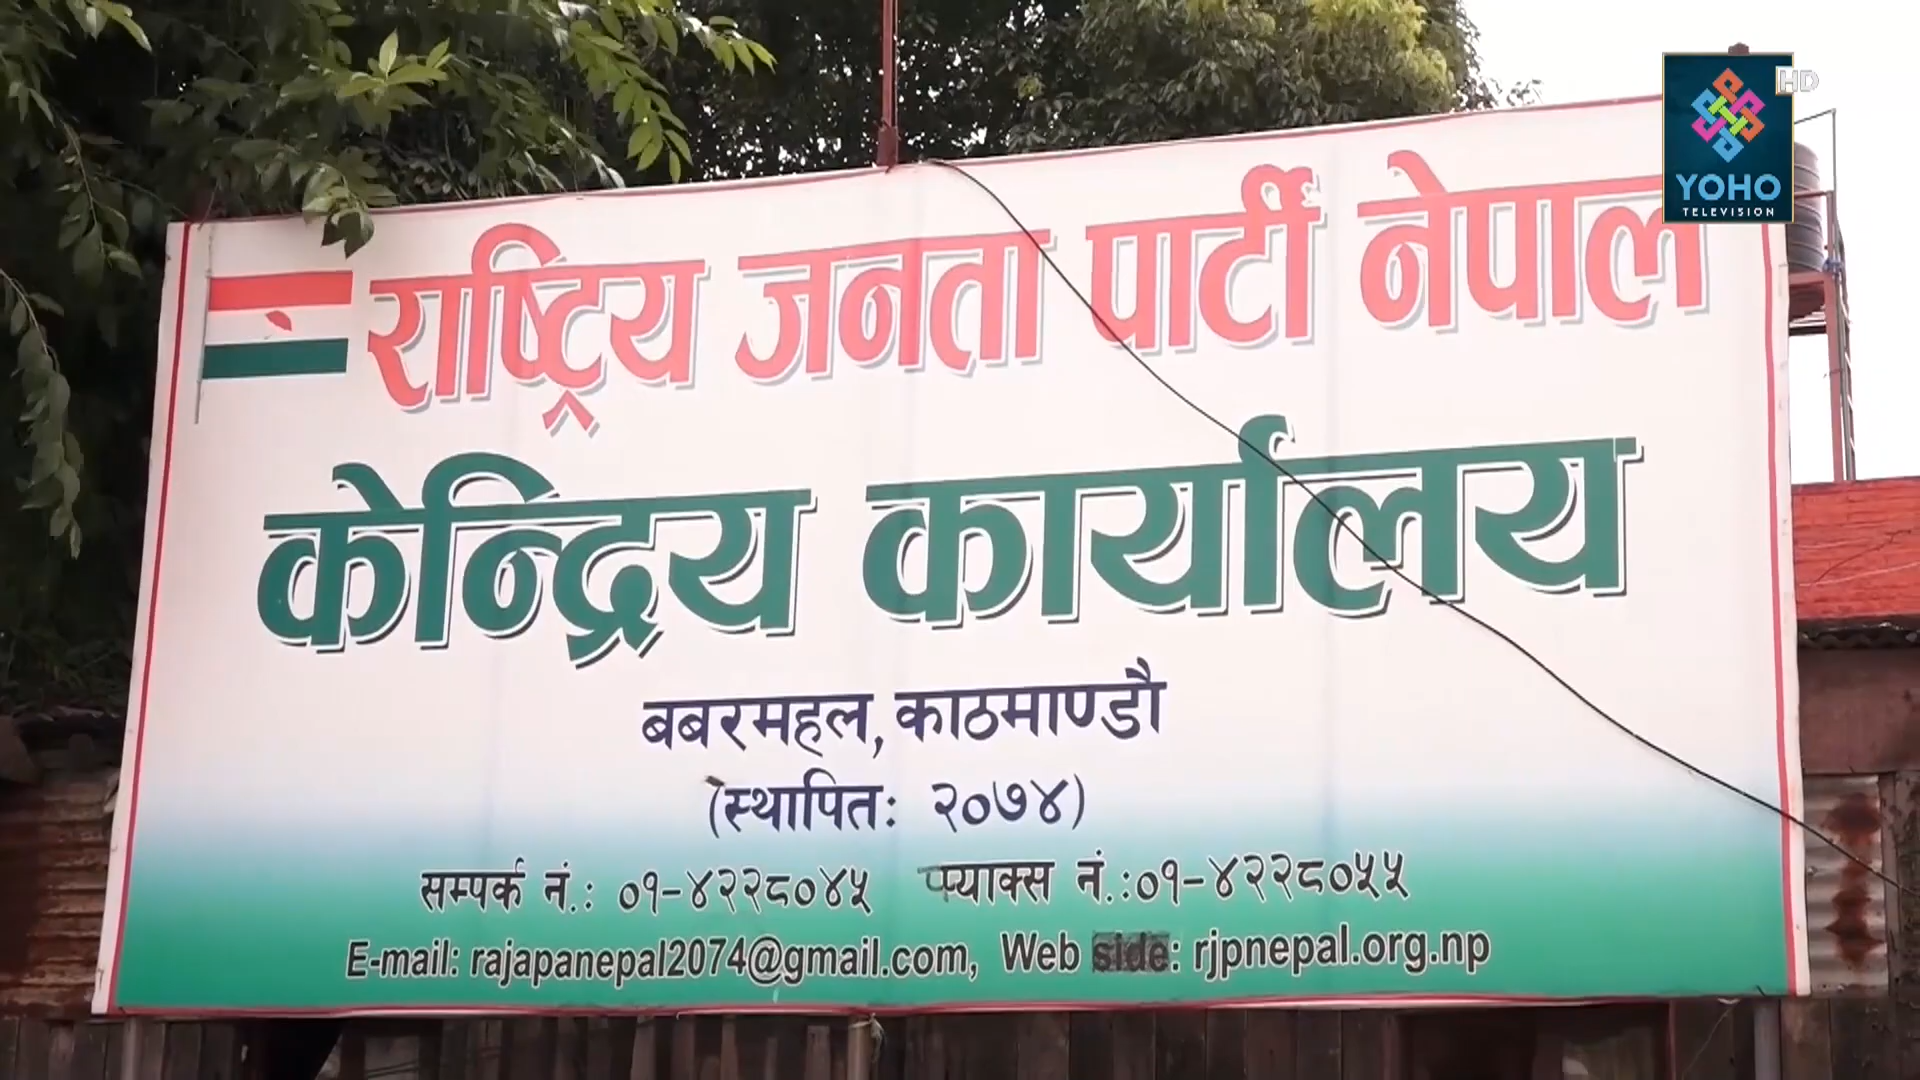 HD
YOHO
TELEVISION
राष्ट्रिय जनता पार्टी नेपाल
केन्द्रिय कार्यालय
बबरमहल, काठमाण्डौ
(स्थापितः २०७४)
सम्पर्क नं.: ०१-४२२८०४५ प्याक्स नं.:०१-४२२८०५५
E-mail: rajapanepal2074@gmail.com, Web side: rjpnepal.org.np